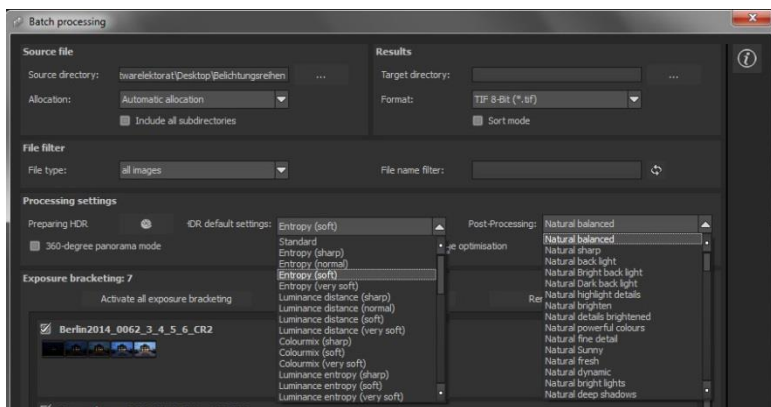 Batch processing
Source file
Results
Source directory: twarelektorat\Desktop\Belichtungsreihen ...
Target directory: ...
Allocation: Automatic allocation
Format: TIF 8-Bit (*.tif)
Include all subdirectories
Sort mode
File filter
File type: all images
File name filter:
Processing settings
Preparing HDR
HDR default settings: Entropy (soft)
Post-Processing: Natural balanced
360-degree panorama mode
optimisation
Standard
Entropy (sharp)
Entropy (normal)
Entropy (soft)
Entropy (very soft)
Luminance distance (sharp)
Luminance distance (normal)
Luminance distance (soft)
Luminance distance (very soft)
Colourmix (sharp)
Colourmix (soft)
Colourmix (very soft)
Luminance entropy (sharp)
Luminance entropy (soft)
Luminance entropy (very soft)
Natural balanced
Natural sharp
Natural back light
Natural Bright back light
Natural Dark back light
Natural highlight details
Natural brighten
Natural details brightened
Natural powerful colours
Natural fine detail
Natural Sunny
Natural fresh
Natural dynamic
Natural bright lights
Natural deep shadows
Exposure bracketing: 7
Activate all exposure bracketing
Berlin2014_0062_3_4_5_6_CR2